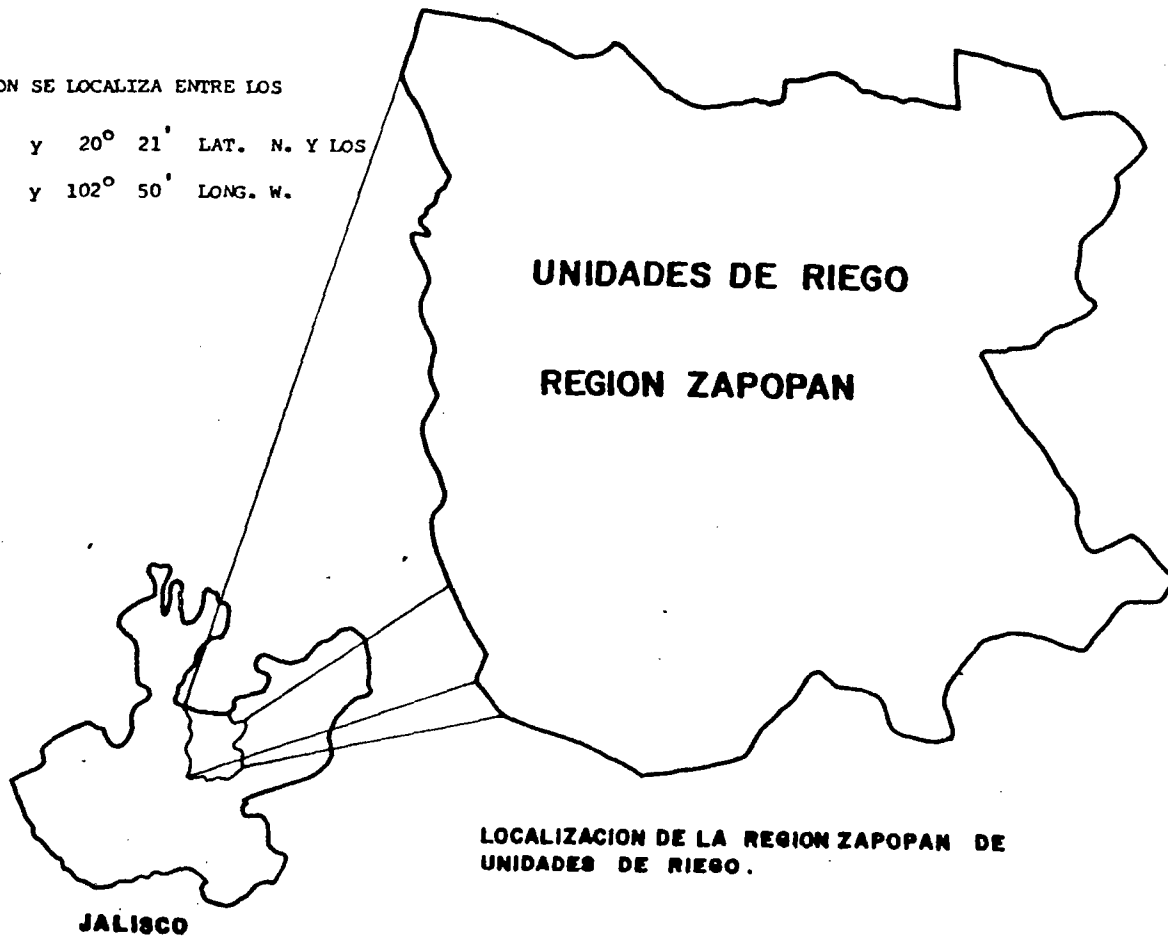 ON SE LOCALIZA ENTRE LOS
y 20° 21' LAT. N. Y LOS
y 102° 50' LONG. W.
UNIDADES DE RIEGO
REGION ZAPOPAN
LOCALIZACION DE LA REGION ZAPOPAN DE
UNIDADES DE RIEGO.
JALISCO